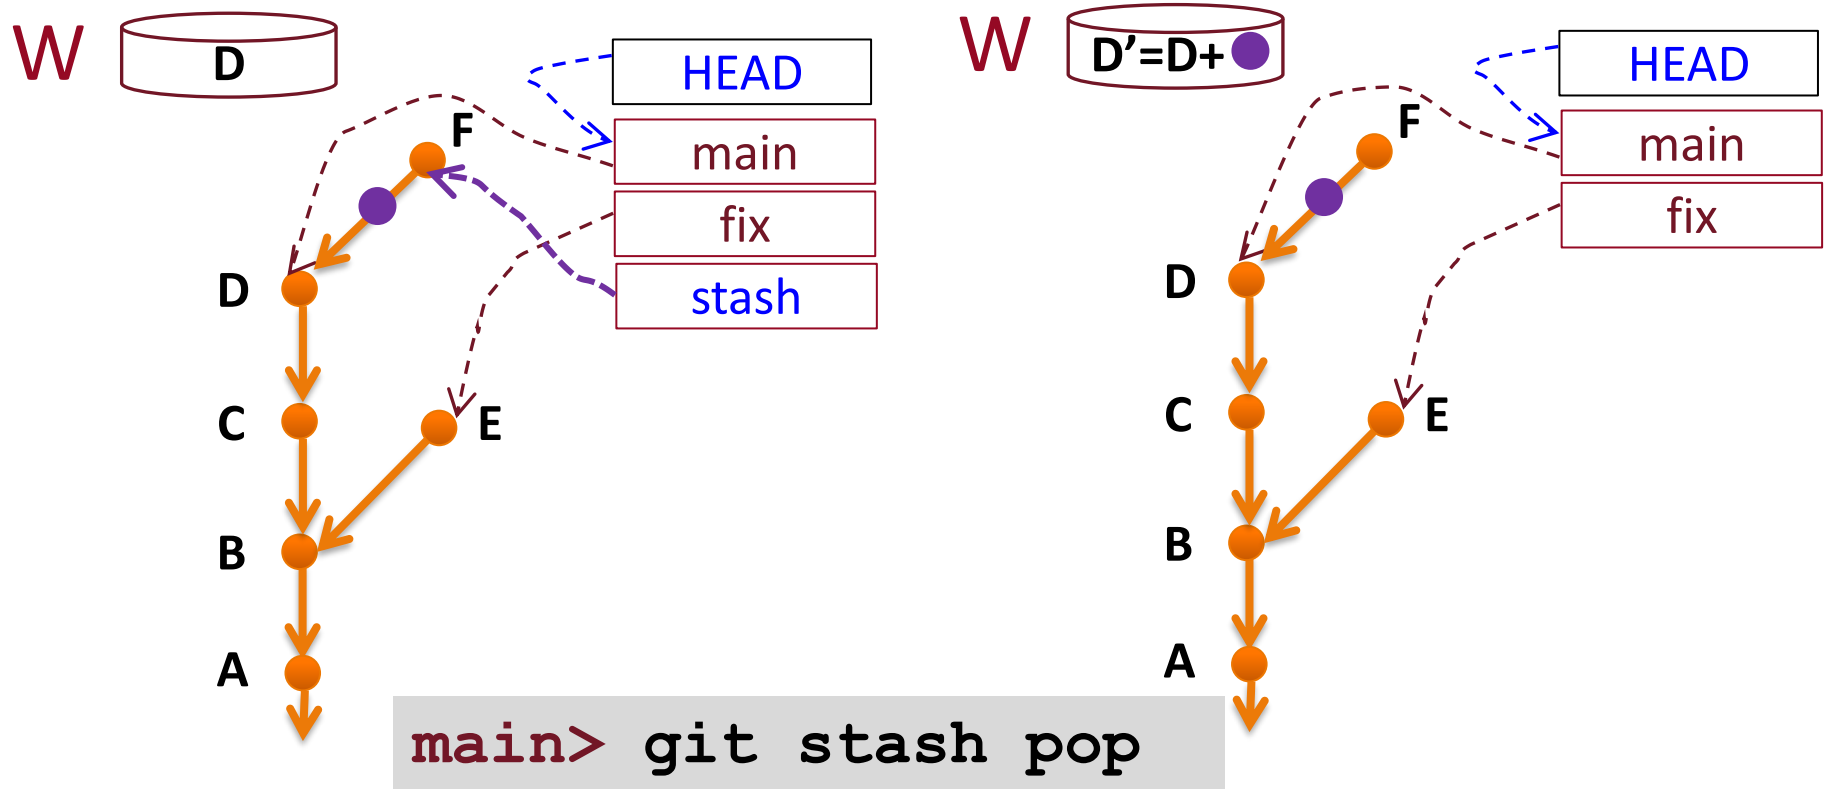 W
D
HEAD
main
fix
stash
F
D
C
E
B
A
W
D’=D+
HEAD
main
fix
F
D
C
E
B
A
main> git stash pop